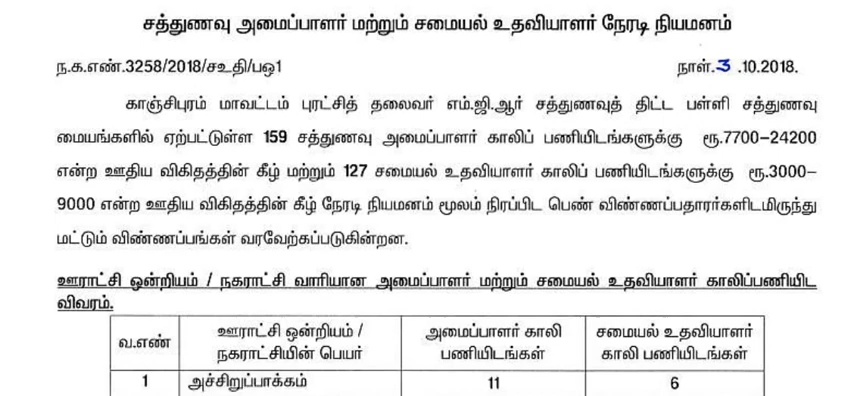 சத்துணவு அமைப்பாளர் மற்றும் சமையல் உதவியாளர் நேரடி நியமனம்
ந.க.எண்.3258/2018/சஉதி/பஒ1 நாள்.3 .10.2018.
காஞ்சிபுரம் மாவட்டம் புரட்சித் தலைவர் எம்.ஜி.ஆர் சத்துணவுத் திட்ட பள்ளி சத்துணவு
மையங்களில் ஏற்பட்டுள்ள 159 சத்துணவு அமைப்பாளர் காலிப் பணியிடங்களுக்கு ரூ.7700-24200
என்ற ஊதிய விகிதத்தின் கீழ் மற்றும் 127 சமையல் உதவியாளர் காலிப் பணியிடங்களுக்கு ரூ.3000-
9000 என்ற ஊதிய விகிதத்தின் கீழ் நேரடி நியமனம் மூலம் நிரப்பிட பெண் விண்ணப்பதாரர்களிடமிருந்து
மட்டும் விண்ணப்பங்கள் வரவேற்கப்படுகின்றன.
ஊராட்சி ஒன்றியம் / நகராட்சி வாரியான அமைப்பாளர் மற்றும் சமையல் உதவியாளர் காலிப்பணியிட
விவரம்.
வ.எண் ஊராட்சி ஒன்றியம் / நகராட்சியின் பெயர் அமைப்பாளர் காலி பணியிடங்கள் சமையல் உதவியாளர் காலி பணியிடங்கள்
1 அச்சிறுப்பாக்கம் 11 6